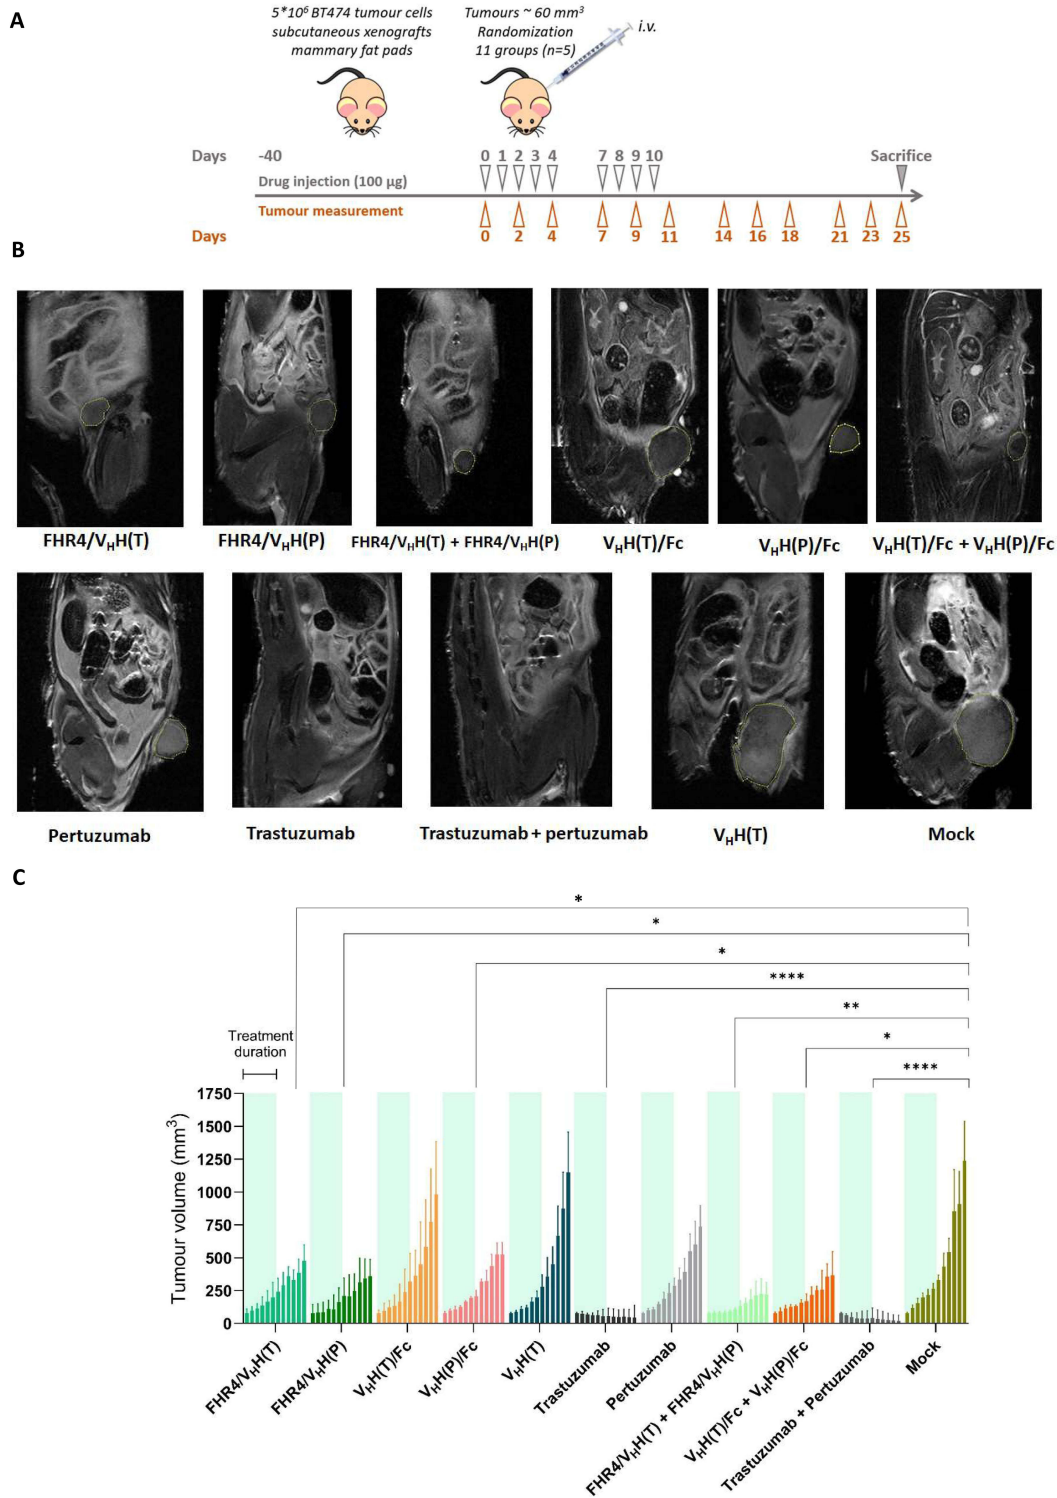 A
5*10⁶ BT474 tumour cells
subcutaneous xenografts
mammary fat pads
Tumours ~ 60 mm³
Randomization
11 groups (n=5)
i.v.
Days -40 0 1 2 3 4 7 8 9 10 Sacrifice
Drug injection (100 µg)
Tumour measurement
Days 0 2 4 7 9 11 14 16 18 21 23 25
B
FHR4/VHH(T) FHR4/VHH(P) FHR4/VHH(T) + FHR4/VHH(P) VHH(T)/Fc VHH(P)/Fc VHH(T)/Fc + VHH(P)/Fc
Pertuzumab Trastuzumab Trastuzumab + pertuzumab VHH(T) Mock
C
*
*
*
****
**
*
****
Treatment
duration
Tumour volume (mm³)
1750
1500
1250
1000
750
500
250
0
FHR4/VHH(T)
FHR4/VHH(P)
VHH(T)/Fc
VHH(P)/Fc
VHH(T)
Trastuzumab
Pertuzumab
FHR4/VHH(T) + FHR4/VHH(P)
VHH(T)/Fc + VHH(P)/Fc
Trastuzumab + Pertuzumab
Mock